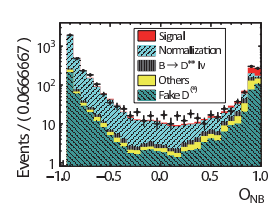 Signal
Normallization
B → D** lν
Others
Fake D(*)
Events / ( 0.0666667 )
10³
10²
10
1
-1.0 -0.5 0.0 0.5 1.0
O_NB